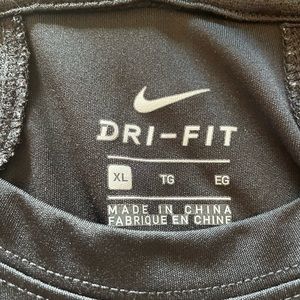 DRI-FIT
XL TG EG
MADE IN CHINA
FABRIQUE EN CHINE